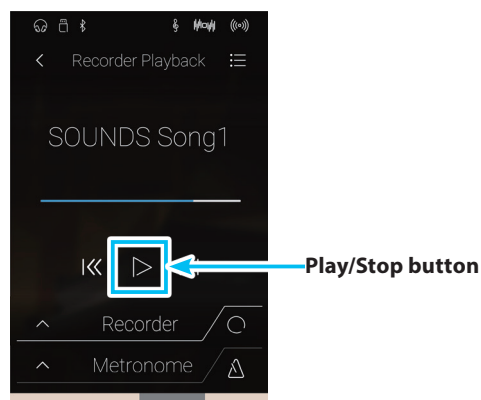 Recorder Playback
SOUNDS Song1
Play/Stop button
Recorder
Metronome